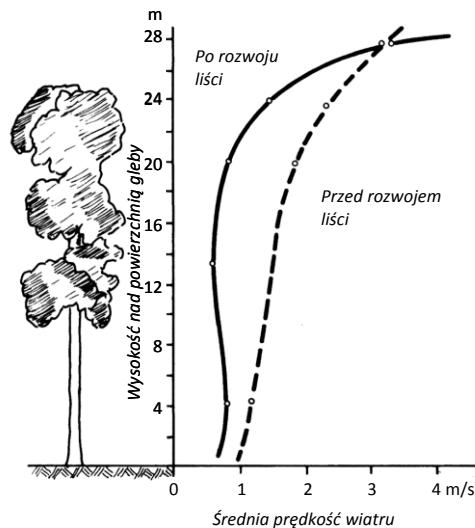 m
28
24
20
16
12
8
4
Wysokość nad powierzchnią gleby
Po rozwoju
liści
Przed rozwojem
liści
0 1 2 3 4 m/s
Średnia prędkość wiatru